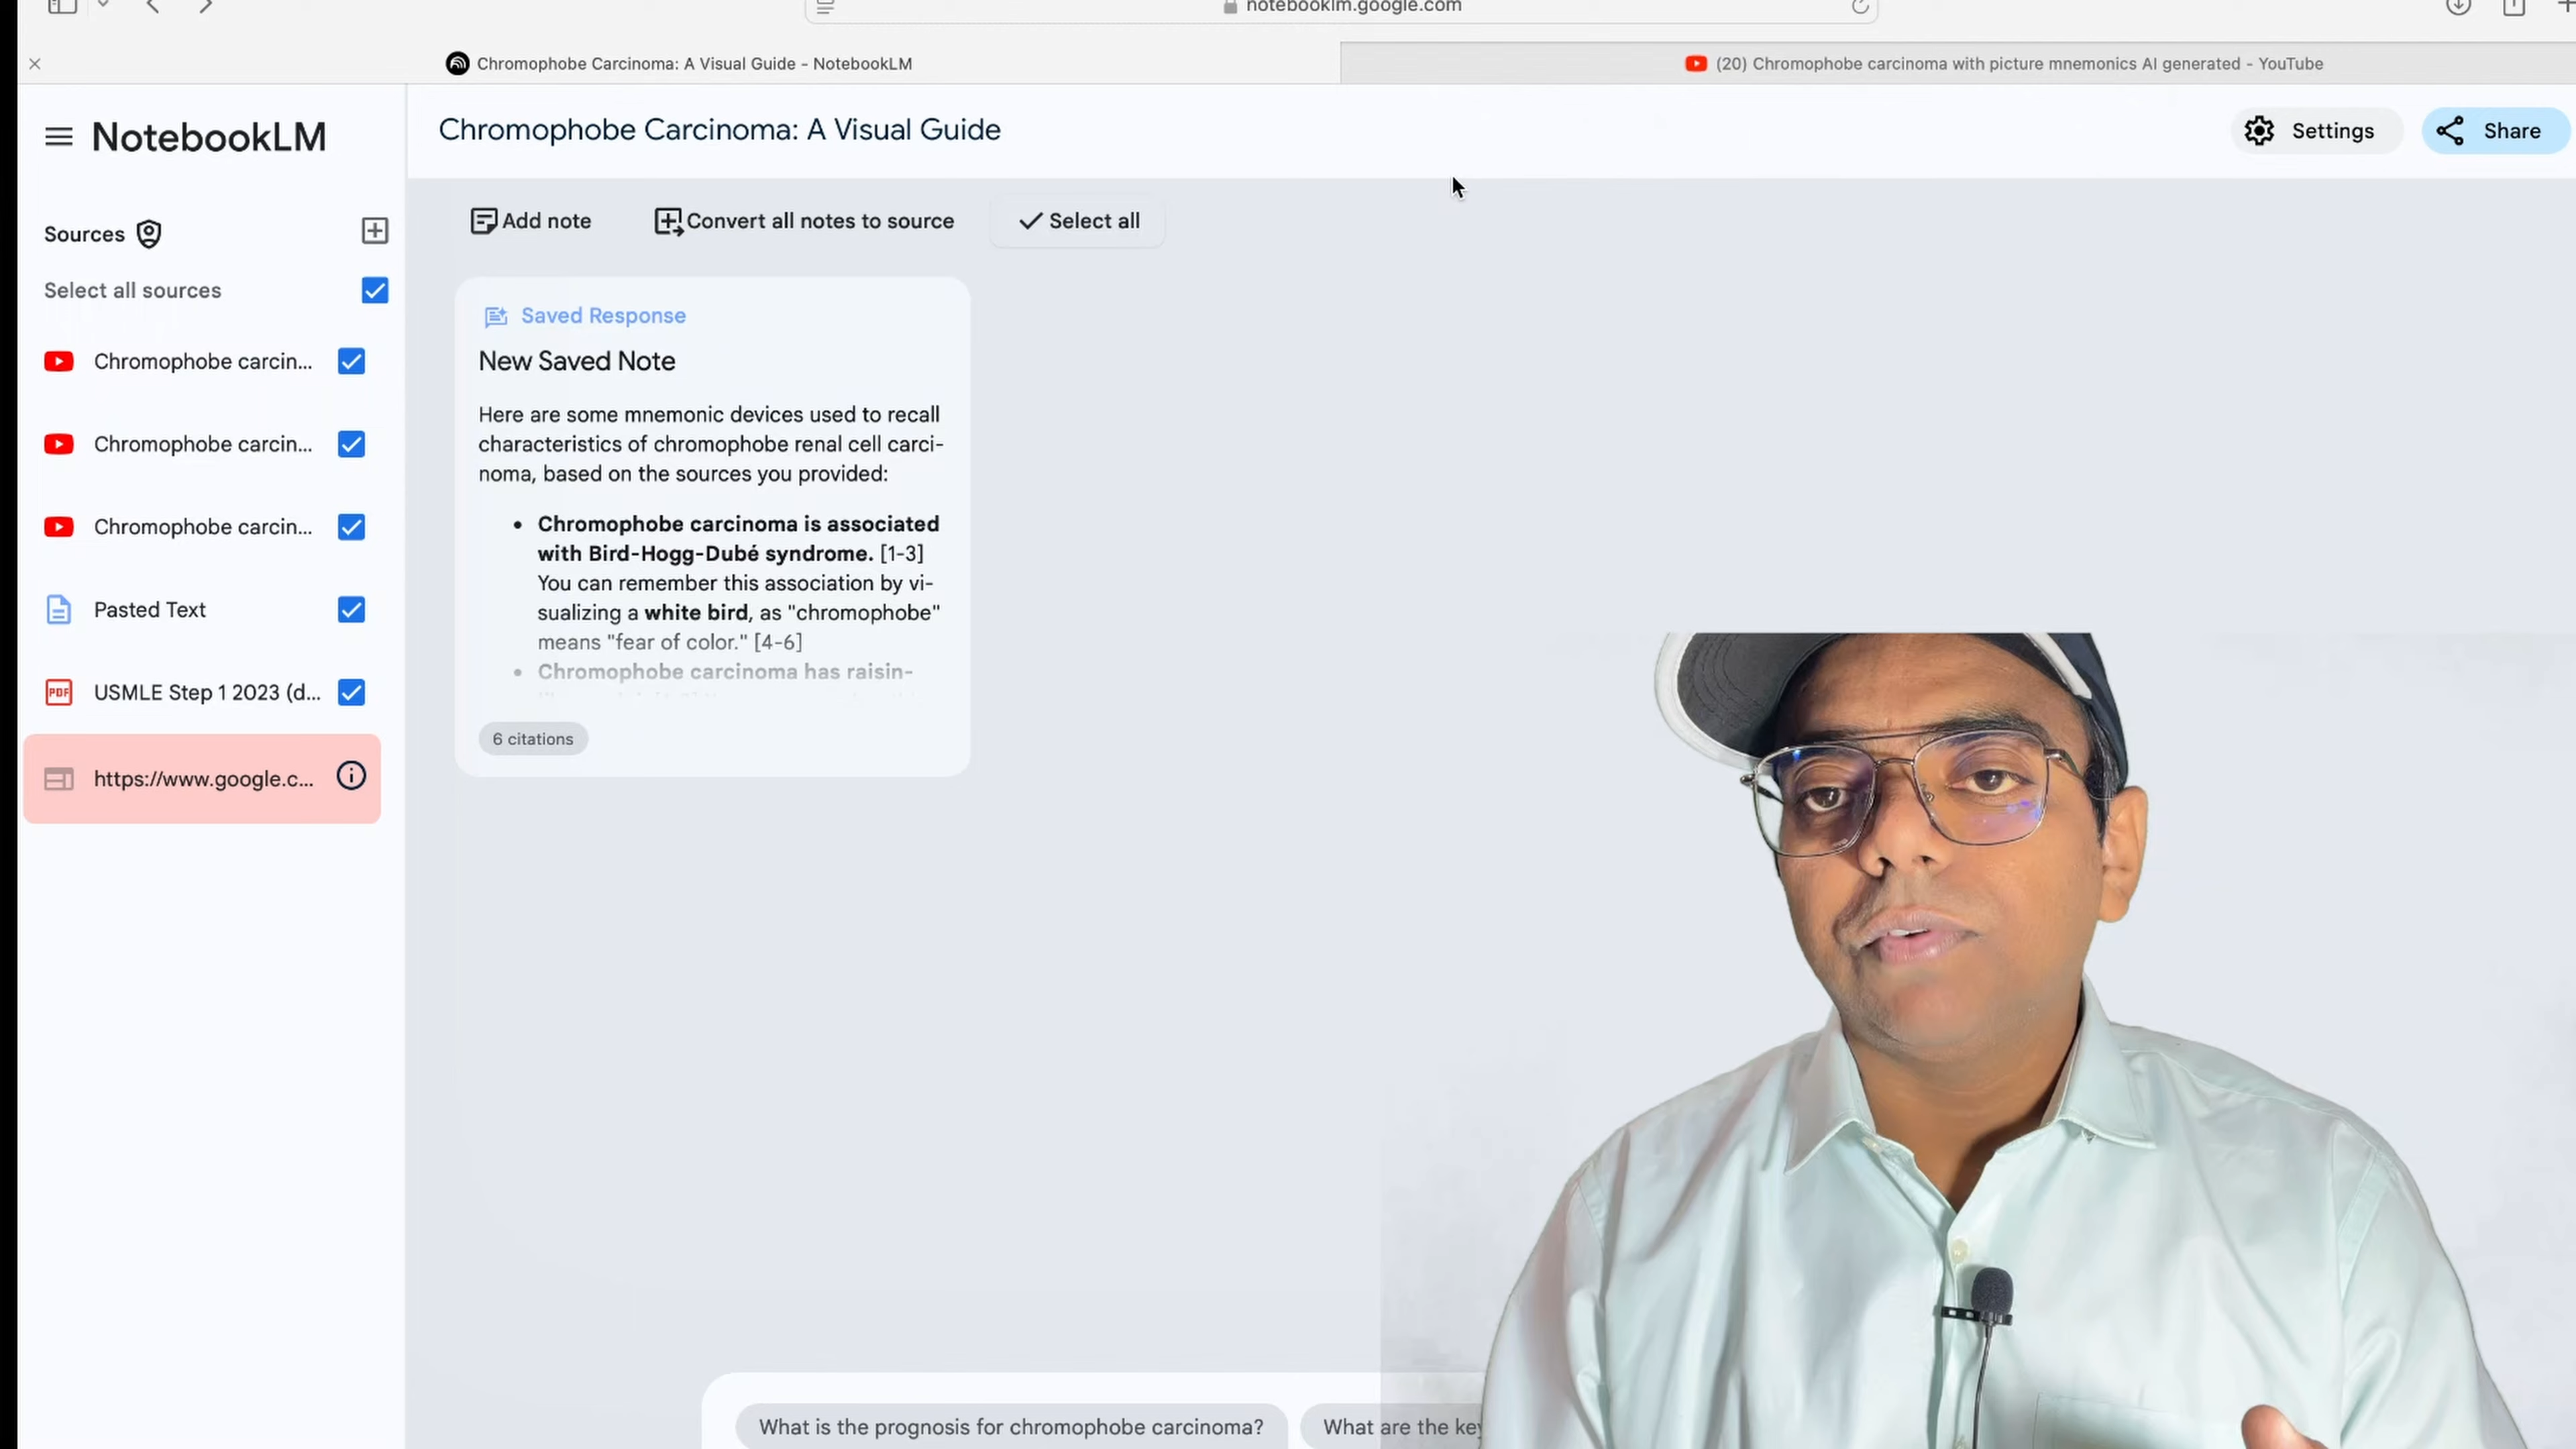 notebooklm.google.com
Chromophobe Carcinoma: A Visual Guide - NotebookLM
(20) Chromophobe carcinoma with picture mnemonics AI generated - YouTube
NotebookLM
Chromophobe Carcinoma: A Visual Guide
Settings
Share
Sources
Select all sources
Chromophobe carcin...
Chromophobe carcin...
Chromophobe carcin...
Pasted Text
PDF
USMLE Step 1 2023 (d...
https://www.google.c...
Add note
Convert all notes to source
Select all
Saved Response
New Saved Note
Here are some mnemonic devices used to recall
characteristics of chromophobe renal cell carci-
noma, based on the sources you provided:
• Chromophobe carcinoma is associated
with Bird-Hogg-Dubé syndrome. [1-3]
You can remember this association by vi-
sualizing a white bird, as "chromophobe"
means "fear of color." [4-6]
• Chromophobe carcinoma has raisin-
6 citations
What is the prognosis for chromophobe carcinoma?
What are the key